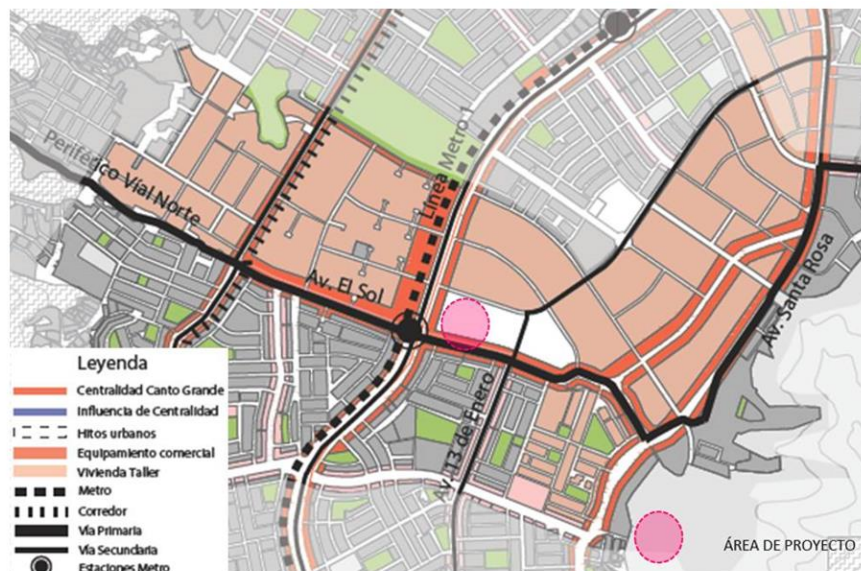 Periférico Vial Norte
Línea Metro 1
Av. El Sol
Av. Santa Rosa
Av. 13 de Enero
Leyenda
Centralidad Canto Grande
Influencia de Centralidad
Hitos urbanos
Equipamiento comercial
Vivienda Taller
Metro
Corredor
Vía Primaria
Vía Secundaria
Estaciones Metro
ÁREA DE PROYECTO